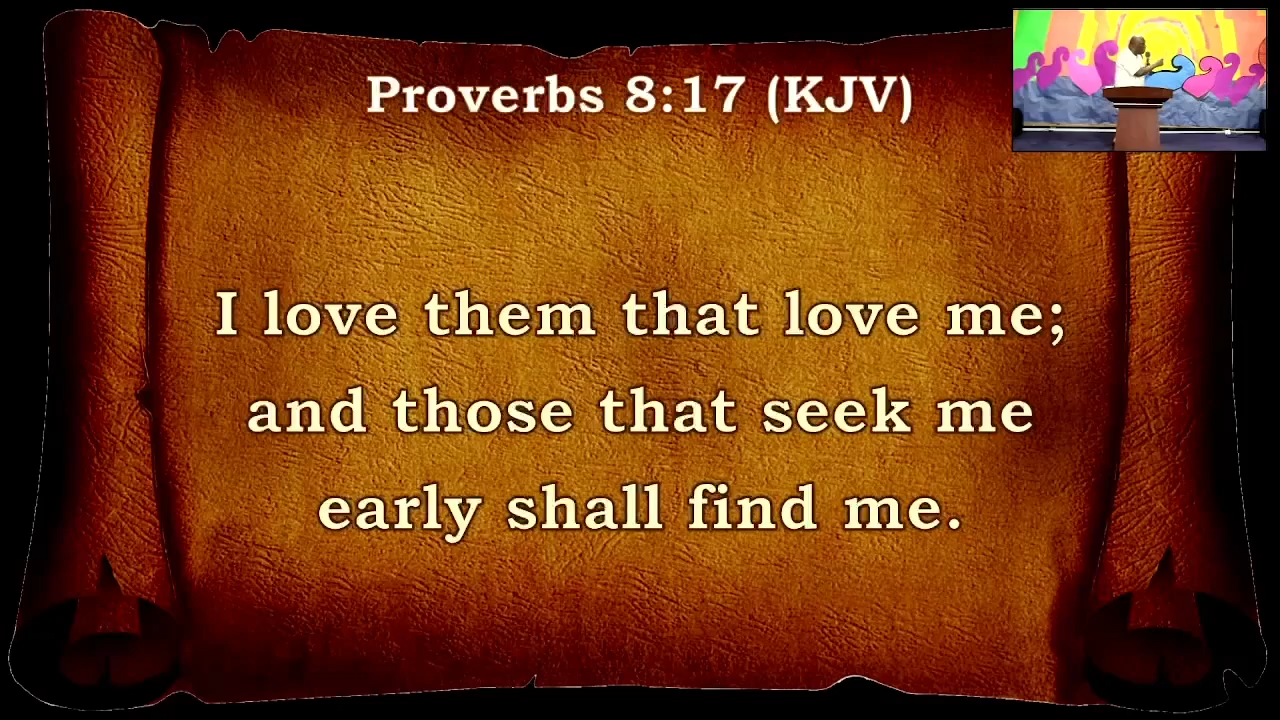 Proverbs 8:17 (KJV)
I love them that love me;
and those that seek me
early shall find me.